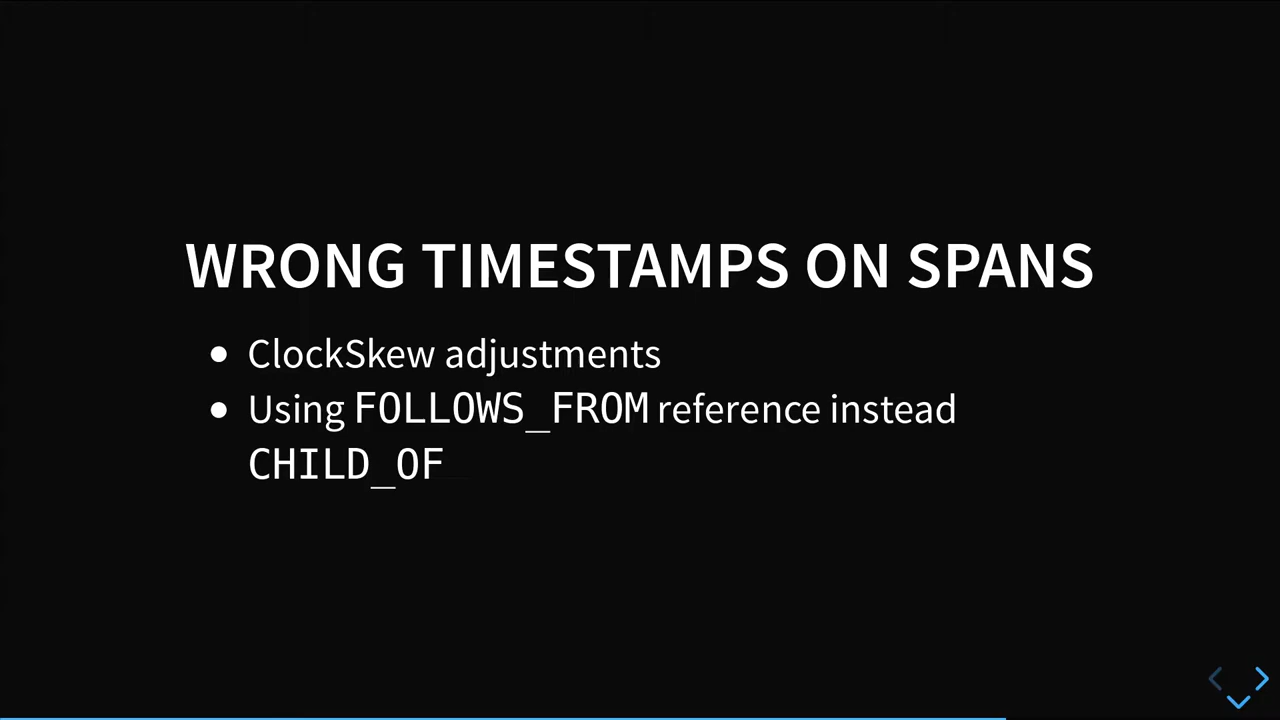 WRONG TIMESTAMPS ON SPANS
ClockSkew adjustments
Using FOLLOWS_FROM reference instead
CHILD_OF